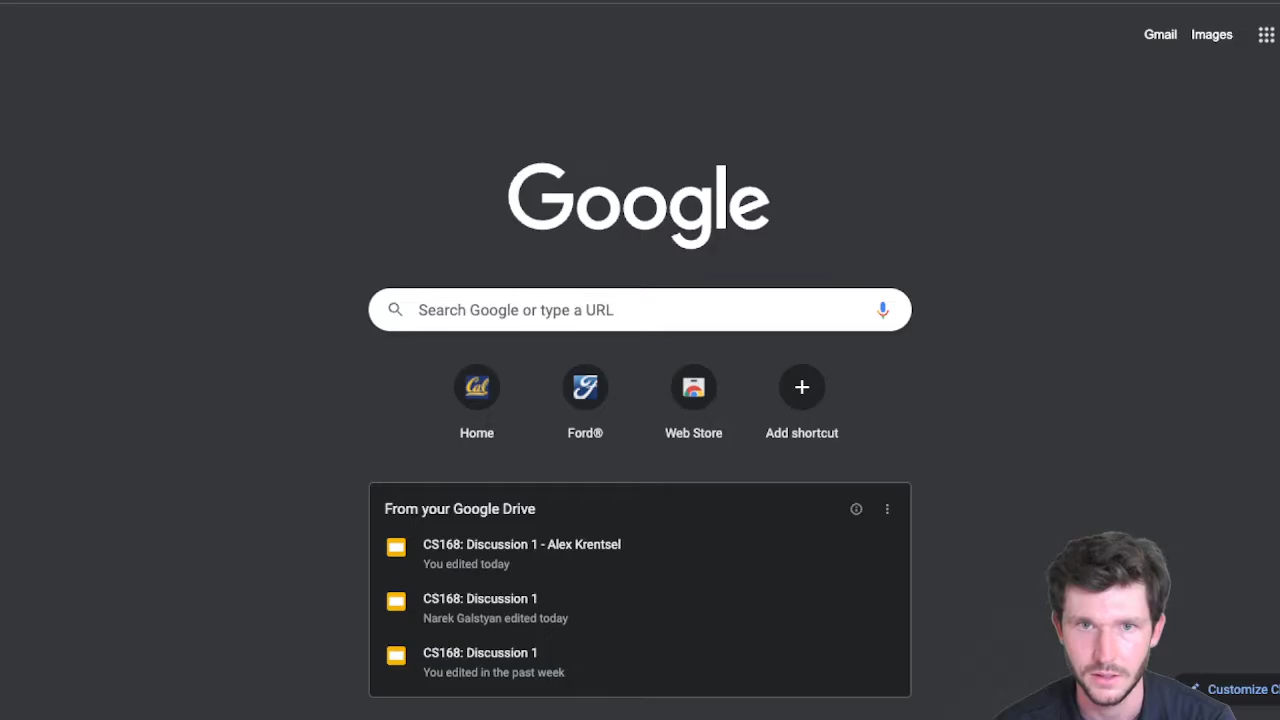 Gmail Images
Google
Search Google or type a URL
Cal
Home Ford® Web Store Add shortcut
From your Google Drive
CS168: Discussion 1 - Alex Krentsel
You edited today
CS168: Discussion 1
Narek Galstyan edited today
CS168: Discussion 1
You edited in the past week
Customize